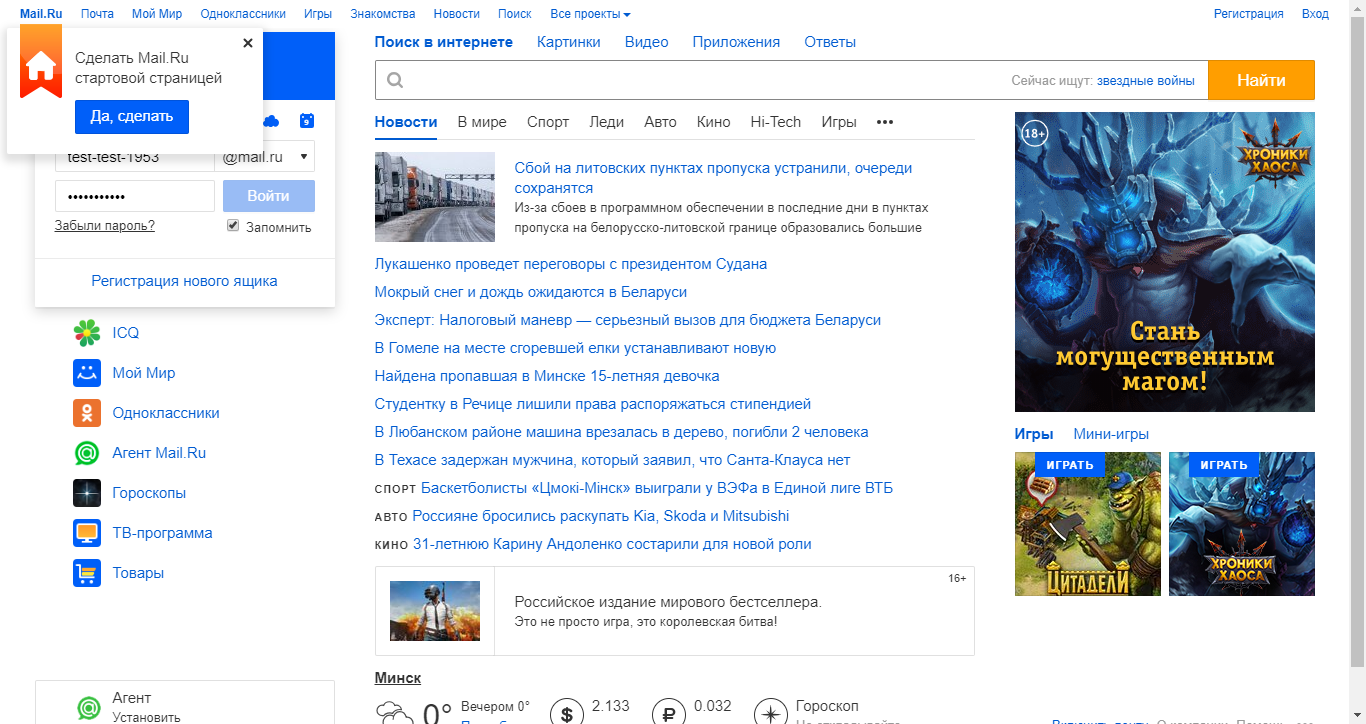 Mail.Ru Почта Мой Мир Одноклассники Игры Знакомства Новости Поиск Все проекты Регистрация Вход
Сделать Mail.Ru
стартовой страницей
Да, сделать
9
test-test-1953 @mail.ru
••••••••••• Войти
Забыли пароль? Запомнить
Регистрация нового ящика
ICQ
Мой Мир
Одноклассники
Агент Mail.Ru
Гороскопы
ТВ-программа
Товары
Агент
Установить
Поиск в интернете Картинки Видео Приложения Ответы
Сейчас ищут: звездные войны Найти
Новости В мире Спорт Леди Авто Кино Hi-Tech Игры •••
Сбой на литовских пунктах пропуска устранили, очереди
сохранятся
Из-за сбоев в программном обеспечении в последние дни в пунктах
пропуска на белорусско-литовской границе образовались большие
Лукашенко проведет переговоры с президентом Судана
Мокрый снег и дождь ожидаются в Беларуси
Эксперт: Налоговый маневр — серьезный вызов для бюджета Беларуси
В Гомеле на месте сгоревшей елки устанавливают новую
Найдена пропавшая в Минске 15-летняя девочка
Студентку в Речице лишили права распоряжаться стипендией
В Любанском районе машина врезалась в дерево, погибли 2 человека
В Техасе задержан мужчина, который заявил, что Санта-Клауса нет
СПОРТ Баскетболисты «Цмокі-Мінск» выиграли у ВЭФа в Единой лиге ВТБ
АВТО Россияне бросились раскупать Kia, Skoda и Mitsubishi
КИНО 31-летнюю Карину Андоленко состарили для новой роли
16+
Российское издание мирового бестселлера.
Это не просто игра, это королевская битва!
Минск
0° Вечером 0° $ 2.133 ₽ 0.032 Гороскоп
18+
ХРОНИКИ
ХАОСА
Стань
могущественным
магом!
Игры Мини-игры
ИГРАТЬ ИГРАТЬ
ЦИТАДЕЛИ
ХРОНИКИ
ХАОСА